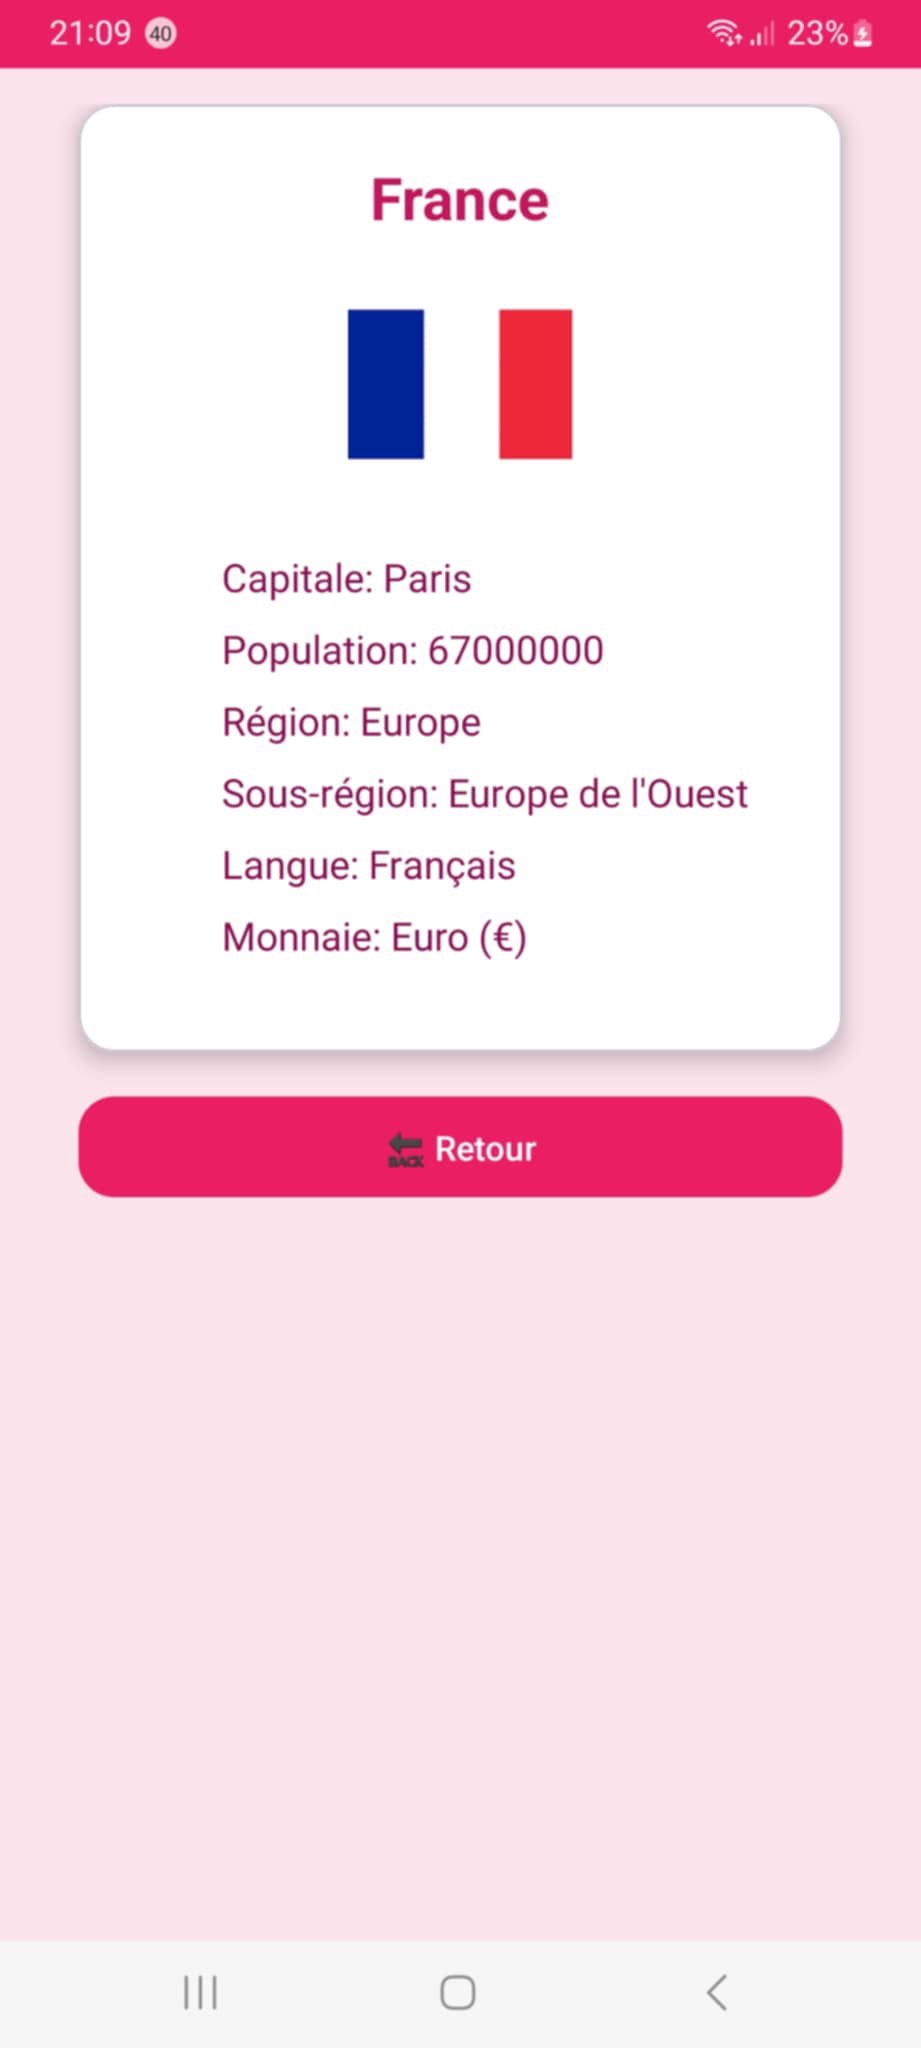 21:09 40 23%
France
Capitale: Paris
Population: 67000000
Région: Europe
Sous-région: Europe de l'Ouest
Langue: Français
Monnaie: Euro (€)
BACK Retour